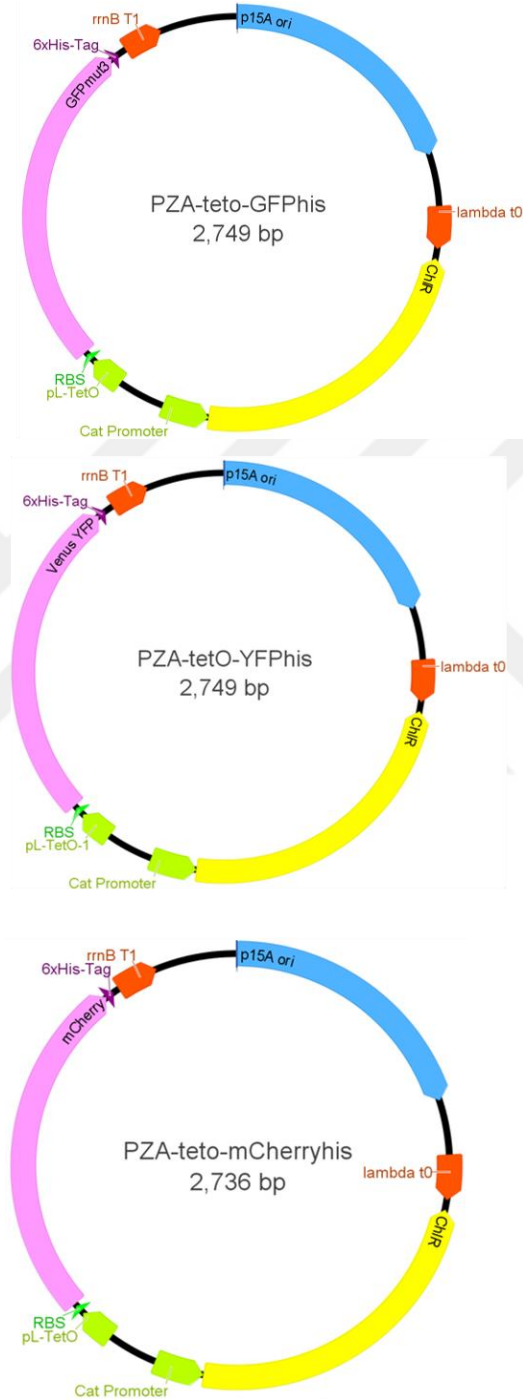 rrnB T1
p15A ori
6xHis-Tag
GFPmut3
PZA-teto-GFPhis
2,749 bp
lambda t0
ChlR
RBS
pL-TetO
Cat Promoter
rrnB T1
p15A ori
6xHis-Tag
Venus YFP
PZA-tetO-YFPhis
2,749 bp
lambda t0
ChlR
RBS
pL-TetO-1
Cat Promoter
rrnB T1
p15A ori
6xHis-Tag
mCherry
PZA-teto-mCherryhis
2,736 bp
lambda t0
ChlR
RBS
pL-TetO
Cat Promoter